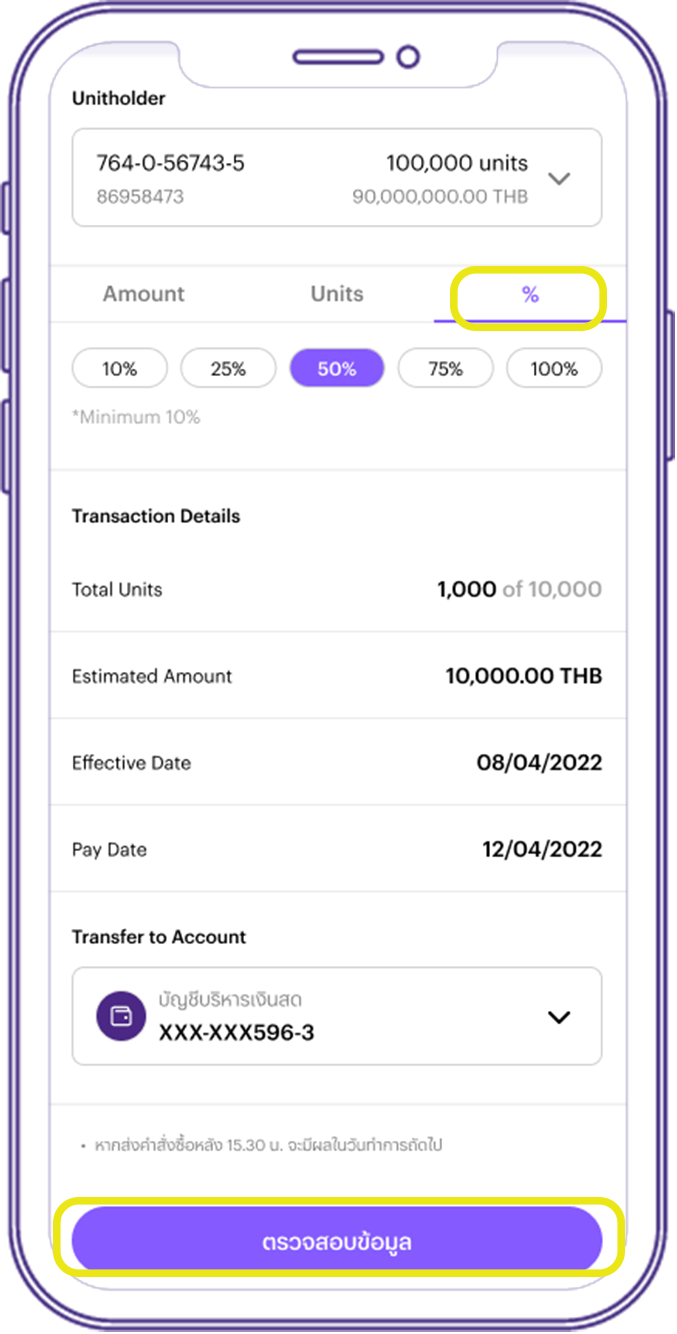 Unitholder
764-0-56743-5 100,000 units
86958473 90,000,000.00 THB
Amount Units %
10% 25% 50% 75% 100%
*Minimum 10%
Transaction Details
Total Units 1,000 of 10,000
Estimated Amount 10,000.00 THB
Effective Date 08/04/2022
Pay Date 12/04/2022
Transfer to Account
บัญชีบริหารเงินสด
XXX-XXX596-3
• หากส่งคำสั่งซื้อหลัง 15.30 น. จะมีผลในวันทำการถัดไป
ตรวจสอบข้อมูล